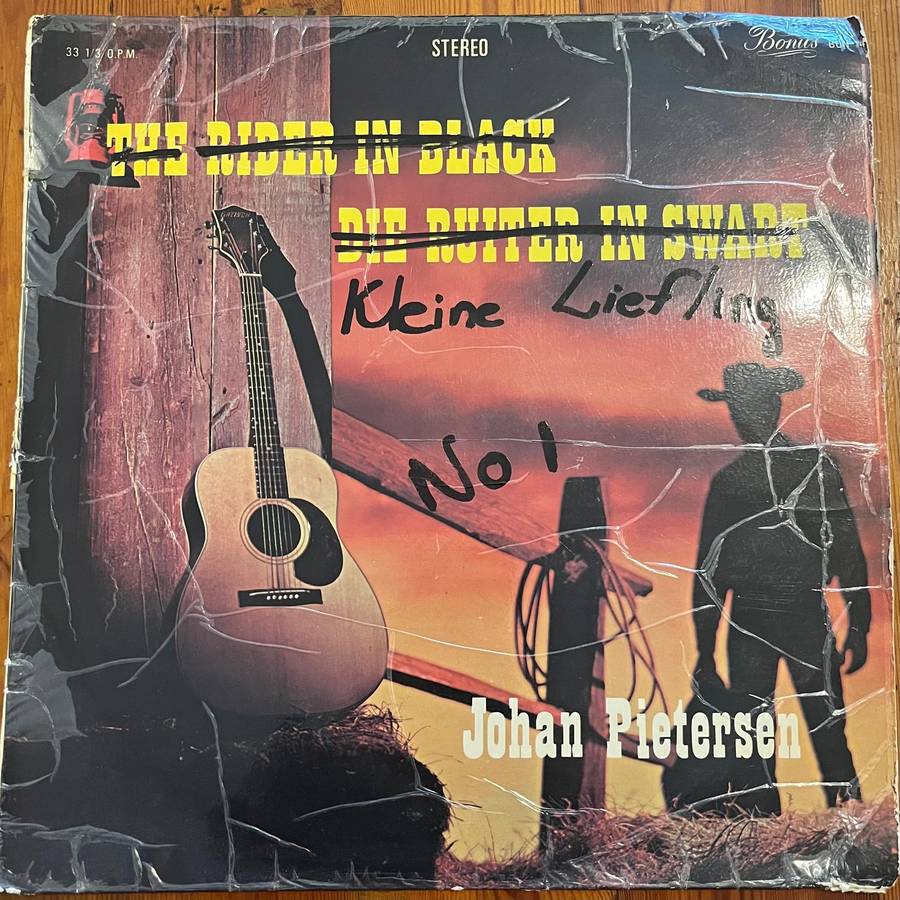 33 1/3 O.P.M.
STEREO
Bonus
THE RIDER IN BLACK
DIE RUITER IN SWART
Kleine Liefling
No 1
Johan Pietersen